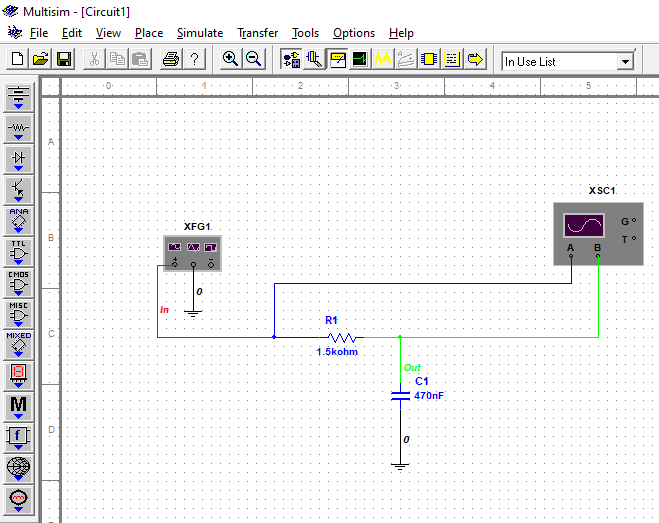 Multisim - [Circuit1]
File Edit View Place Simulate Transfer Tools Options Help
? In Use List
0 1 2 3 4 5
A
XSC1
ANA
G
T
XFG1
B
A B
TTL
+ -
CMOS
0
MISC
In
R1
C
MIXED
1.5kohm
Out
C1
470nF
M
D
0
f